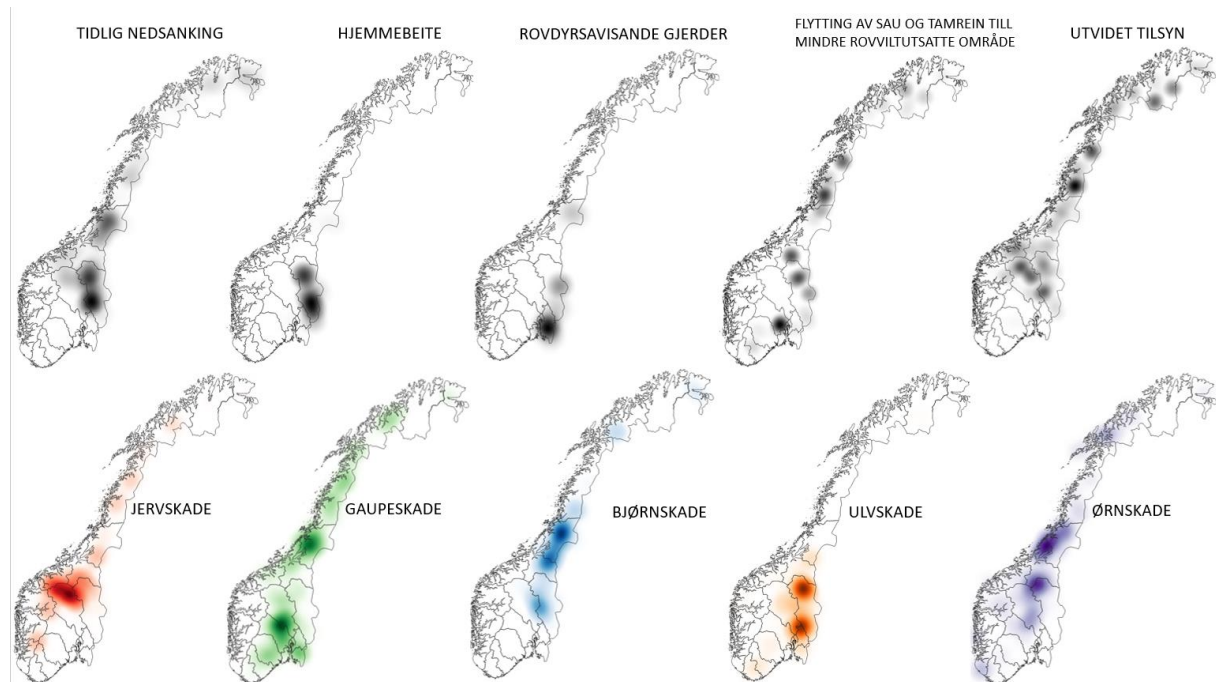 TIDLIG NEDSANKING
HJEMMEBEITE
ROVDYRSAVISANDE GJERDER
FLYTTING AV SAU OG TAMREIN TILL
MINDRE ROVVILTUTSATTE OMRÅDE
UTVIDET TILSYN
JERVSKADE
GAUPESKADE
BJØRNSKADE
ULVSKADE
ØRNSKADE